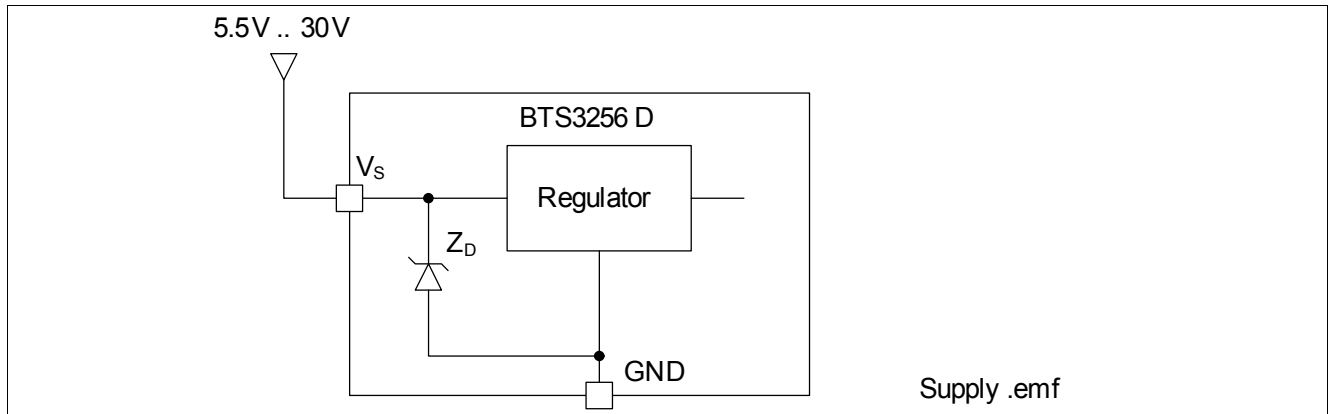 5.5V .. 30V
BTS3256 D
VS
Regulator
ZD
GND
Supply .emf